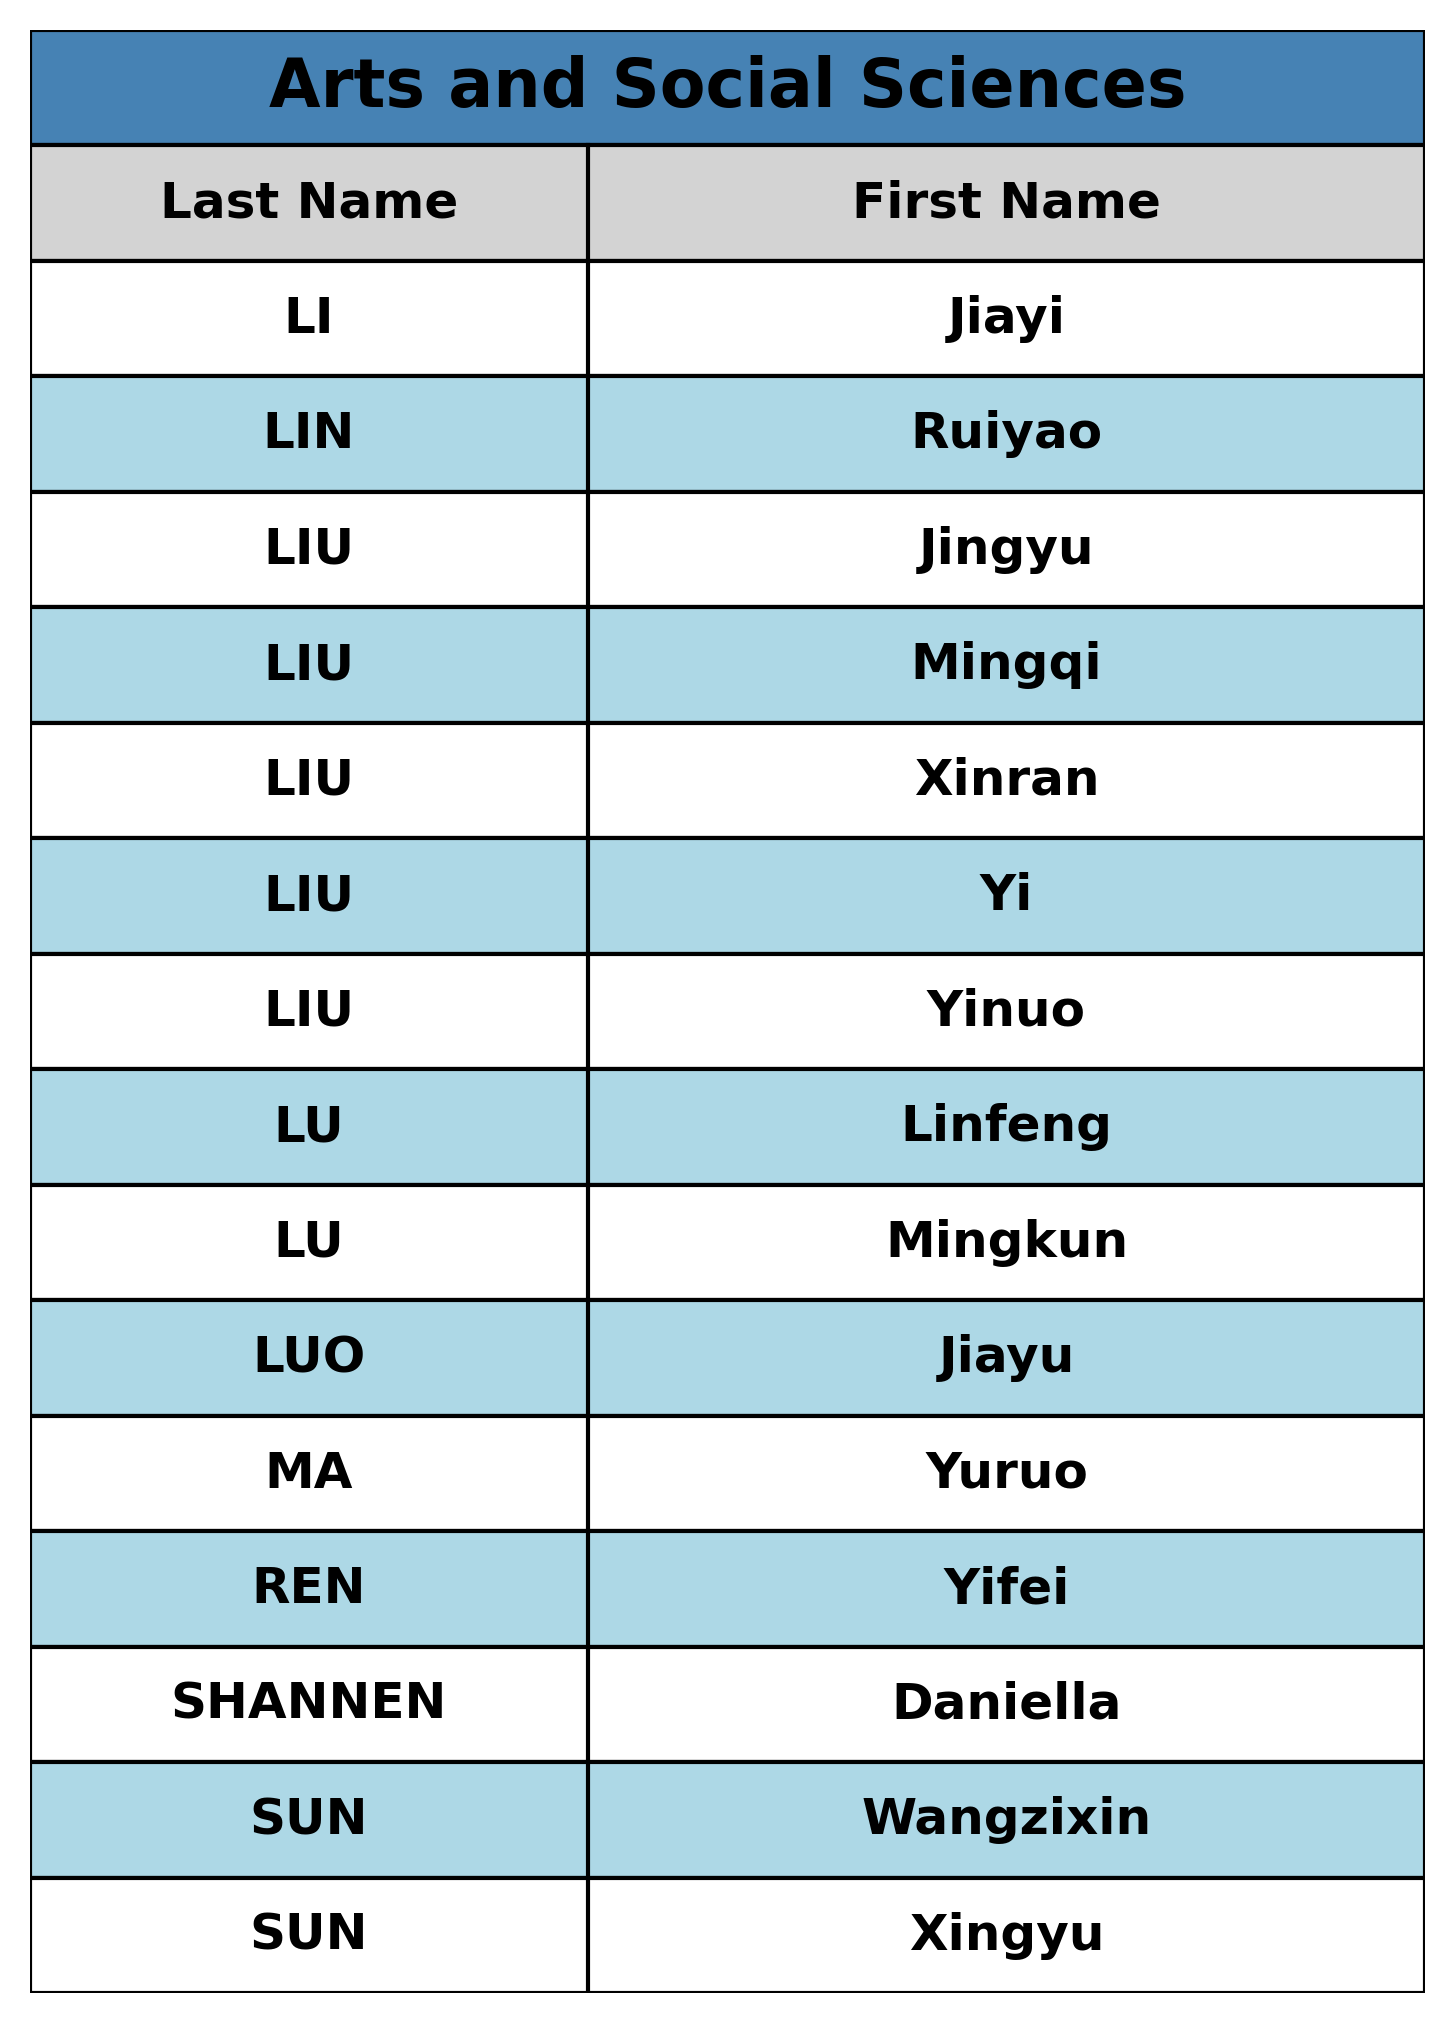 Arts and Social Sciences
Last Name First Name
LI Jiayi
LIN Ruiyao
LIU Jingyu
LIU Mingqi
LIU Xinran
LIU Yi
LIU Yinuo
LU Linfeng
LU Mingkun
LUO Jiayu
MA Yuruo
REN Yifei
SHANNEN Daniella
SUN Wangzixin
SUN Xingyu